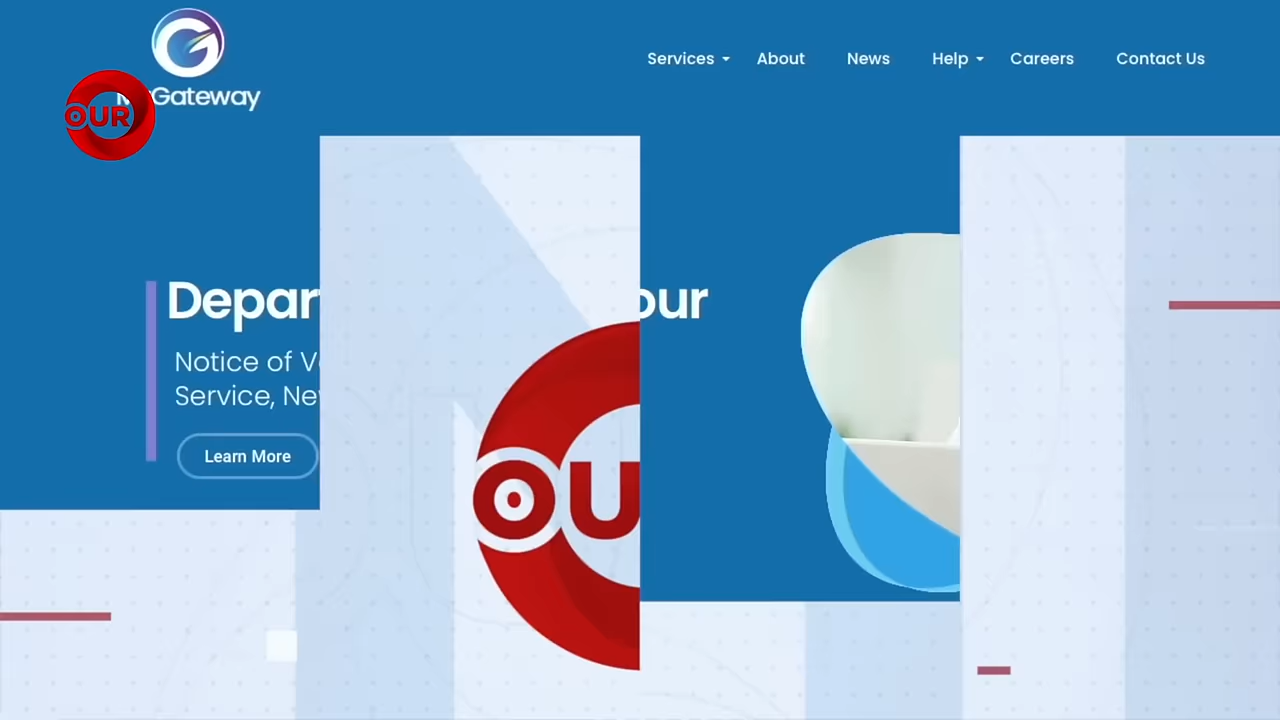 Services About News Help Careers Contact Us
Gateway
OUR
Depar our
Notice of V
Service, Ne
Learn More
OU